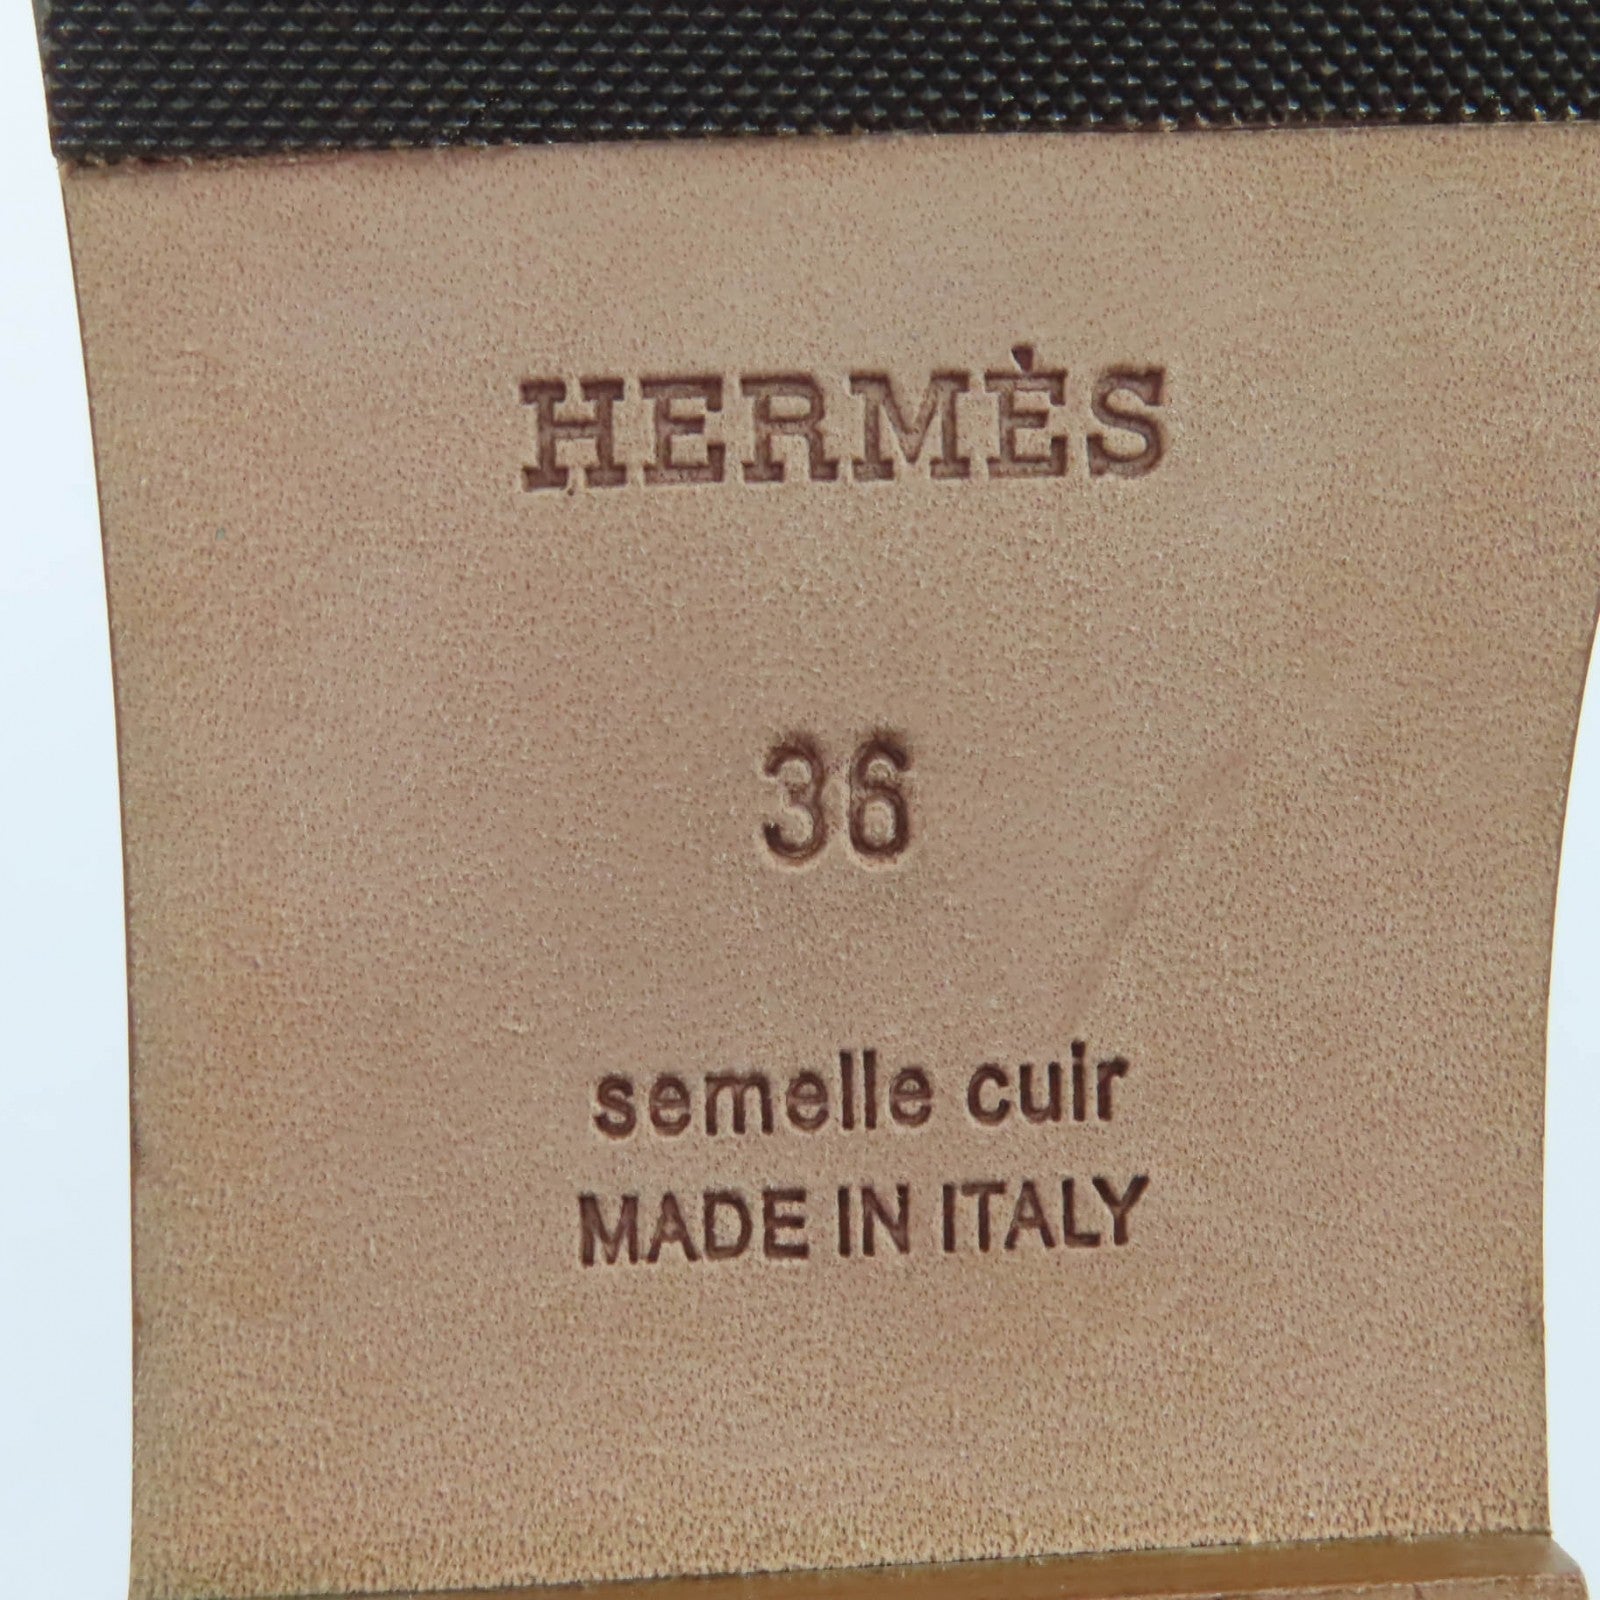 HERMÈS
36
semelle cuir
MADE IN ITALY